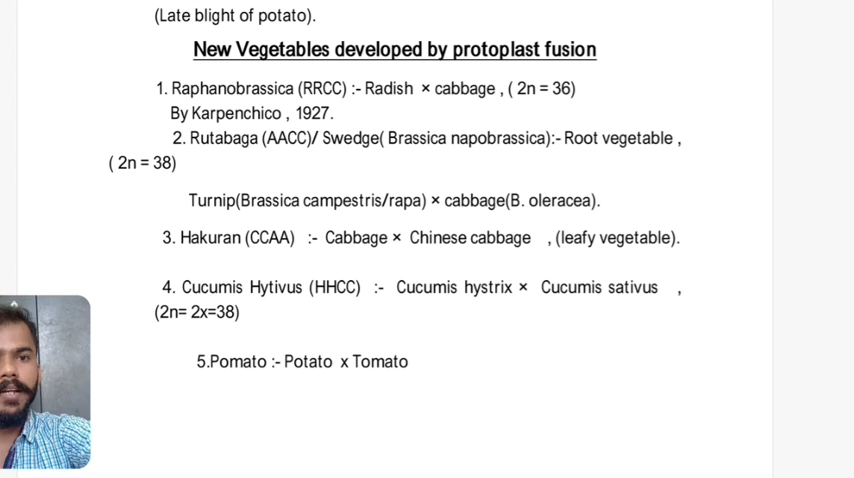 (Late blight of potato).
New Vegetables developed by protoplast fusion
1. Raphanobrassica (RRCC) :- Radish × cabbage , ( 2n = 36)
By Karpenchico , 1927.
2. Rutabaga (AACC)/ Swedge( Brassica napobrassica):- Root vegetable ,
( 2n = 38)
Turnip(Brassica campestris/rapa) × cabbage(B. oleracea).
3. Hakuran (CCAA) :- Cabbage × Chinese cabbage , (leafy vegetable).
4. Cucumis Hytivus (HHCC) :- Cucumis hystrix × Cucumis sativus ,
(2n= 2x=38)
5.Pomato :- Potato x Tomato